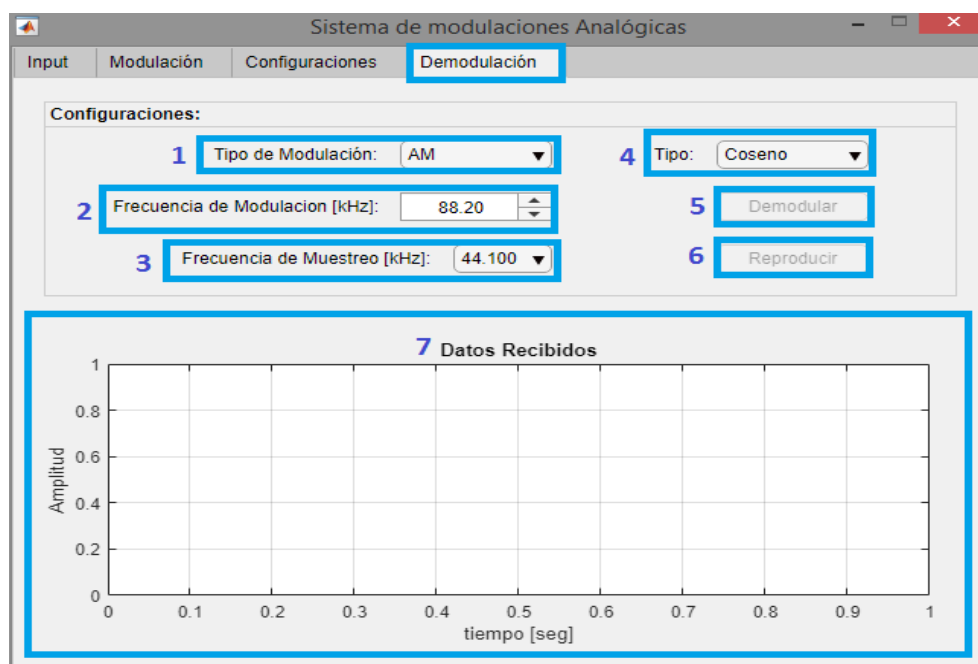 Sistema de modulaciones Analógicas
Input Modulación Configuraciones Demodulación
Configuraciones:
1 Tipo de Modulación: AM 4 Tipo: Coseno
2 Frecuencia de Modulacion [kHz]: 88.20 5 Demodular
3 Frecuencia de Muestreo [kHz]: 44.100 6 Reproducir
7 Datos Recibidos
1
0.8
0.6
0.4
0.2
0
Amplitud
0 0.1 0.2 0.3 0.4 0.5 0.6 0.7 0.8 0.9 1
tiempo [seg]